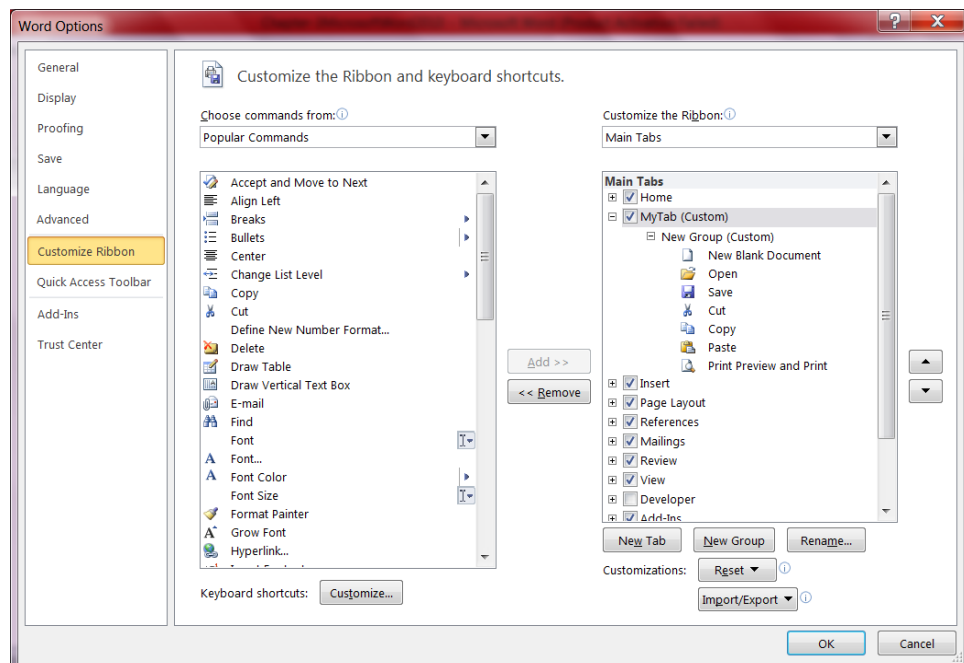 Word Options
General
Display
Proofing
Save
Language
Advanced
Customize Ribbon
Quick Access Toolbar
Add-Ins
Trust Center
Customize the Ribbon and keyboard shortcuts.
Choose commands from:
Popular Commands
Accept and Move to Next
Align Left
Breaks
Bullets
Center
Change List Level
Copy
Cut
Define New Number Format...
Delete
Draw Table
Draw Vertical Text Box
E-mail
Find
Font
Font...
Font Color
Font Size
Format Painter
Grow Font
Hyperlink...
Keyboard shortcuts: Customize...
Add >>
<< Remove
Customize the Ribbon:
Main Tabs
Main Tabs
Home
MyTab (Custom)
New Group (Custom)
New Blank Document
Open
Save
Cut
Copy
Paste
Print Preview and Print
Insert
Page Layout
References
Mailings
Review
View
Developer
Add-Ins
New Tab New Group Rename...
Customizations: Reset
Import/Export
OK Cancel